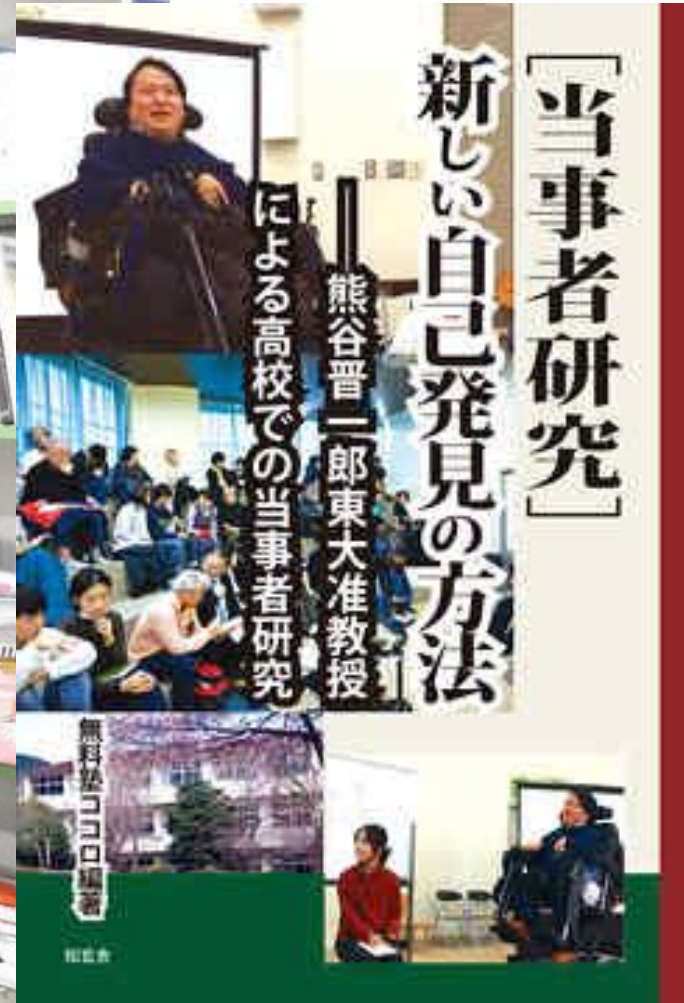 ［当事者研究］
新しい自己発見の方法
──熊谷晋一郎東大准教授
による高校での当事者研究
無料塾ココロ編著